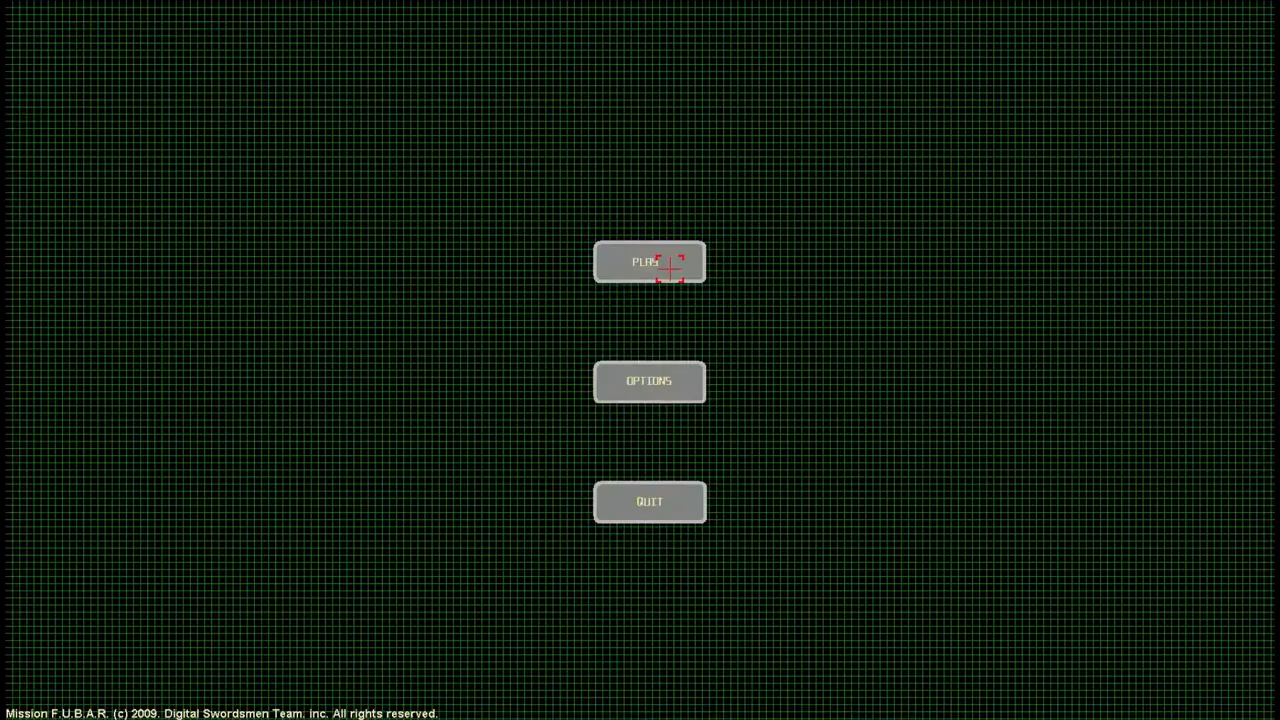 PLAY
OPTIONS
QUIT
Mission F.U.B.A.R. (c) 2009. Digital Swordsmen Team. inc. All rights reserved.